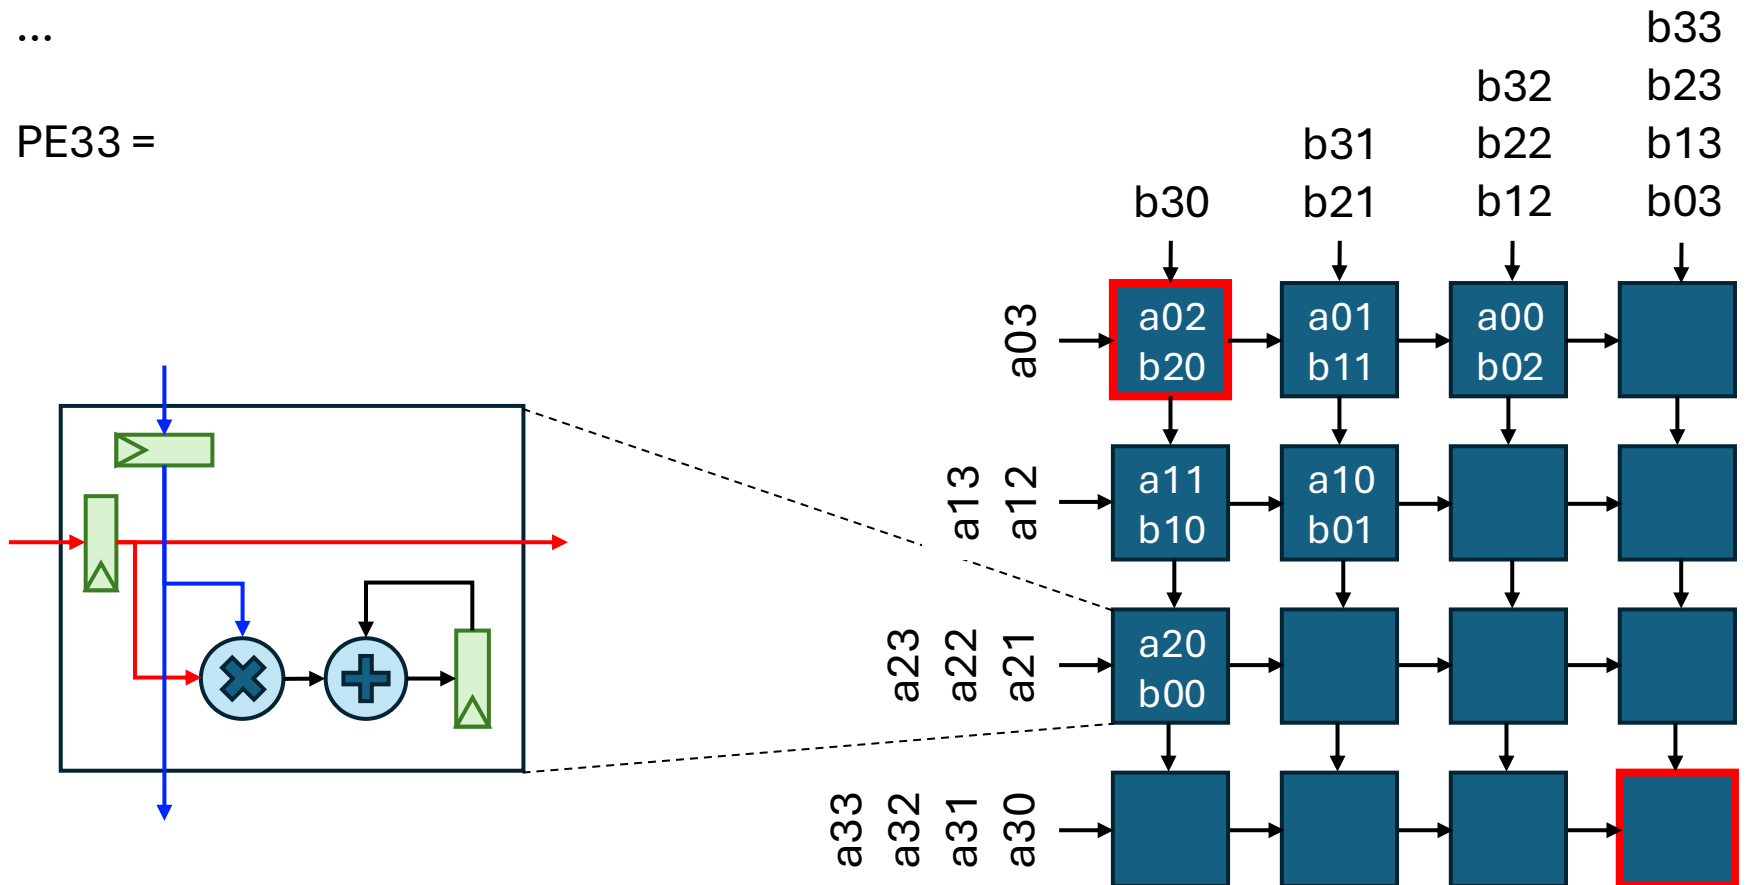 ...
PE33 =
b33
b32 b23
b31 b22 b13
b30 b21 b12 b03
a03
a02 a01 a00
b20 b11 b02
a13 a12
a11 a10
b10 b01
a23 a22 a21
a20
b00
a33 a32 a31 a30